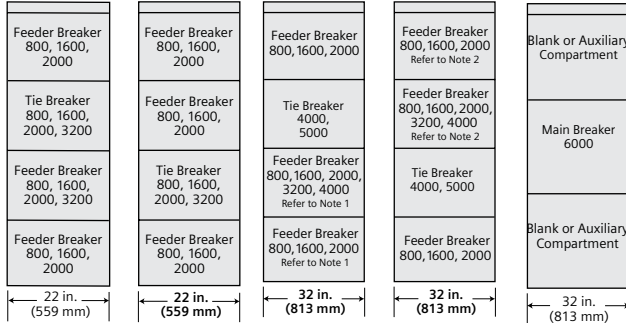 Feeder Breaker
800, 1600,
2000
Tie Breaker
800, 1600,
2000, 3200
Feeder Breaker
800, 1600,
2000, 3200
Feeder Breaker
800, 1600,
2000
22 in.
(559 mm)
Feeder Breaker
800, 1600,
2000
Feeder Breaker
800, 1600,
2000
Tie Breaker
800, 1600,
2000, 3200
Feeder Breaker
800, 1600,
2000
22 in.
(559 mm)
Feeder Breaker
800,1600, 2000
Tie Breaker
4000,
5000
Feeder Breaker
800,1600, 2000,
3200, 4000
Refer to Note 1
Feeder Breaker
800,1600, 2000
Refer to Note 1
32 in.
(813 mm)
Feeder Breaker
800,1600, 2000
Refer to Note 2
Feeder Breaker
800,1600, 2000,
3200, 4000
Refer to Note 2
Tie Breaker
4000, 5000
Feeder Breaker
800,1600, 2000
32 in.
(813 mm)
Blank or Auxiliary
Compartment
Main Breaker
6000
Blank or Auxiliary
Compartment
32 in.
(813 mm)